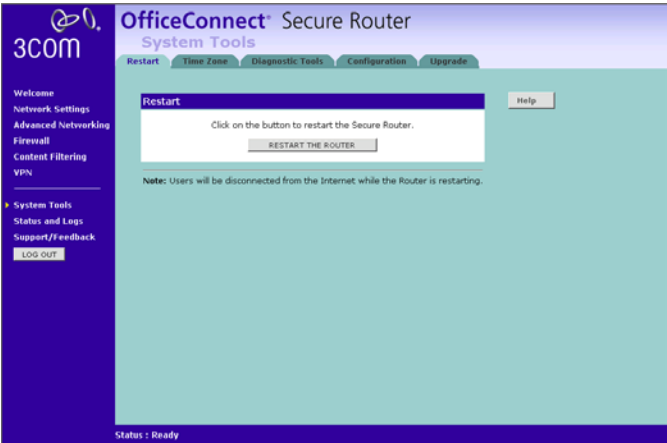 3COM
OfficeConnect® Secure Router
System Tools
Restart Time Zone Diagnostic Tools Configuration Upgrade
Welcome
Network Settings
Advanced Networking
Firewall
Content Filtering
VPN
System Tools
Status and Logs
Support/Feedback
LOG OUT
Restart
Click on the button to restart the Secure Router.
RESTART THE ROUTER
Note: Users will be disconnected from the Internet while the Router is restarting.
Help
Status : Ready